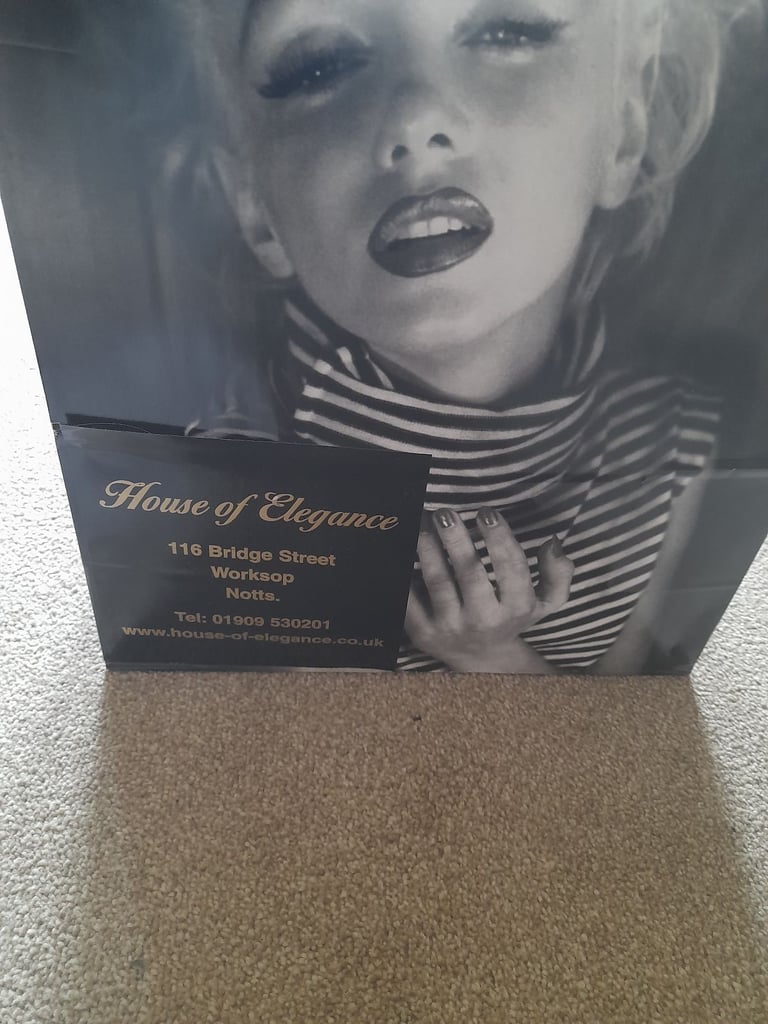 House of Elegance
116 Bridge Street
Worksop
Notts.
Tel: 01909 530201
www.house-of-elegance.co.uk